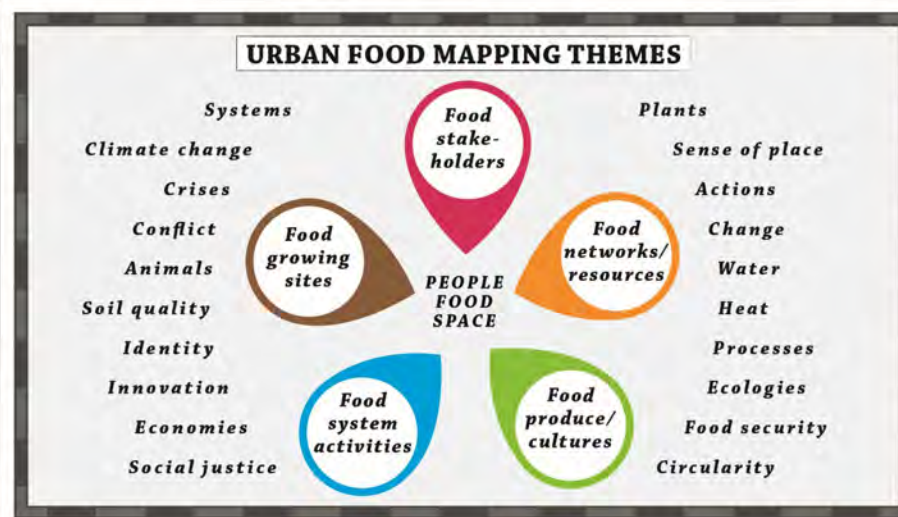 URBAN FOOD MAPPING THEMES
Systems
Climate change
Crises
Conflict
Animals
Soil quality
Identity
Innovation
Economies
Social justice
Food
stake-
holders
Food
growing
sites
Food
networks/
resources
PEOPLE
FOOD
SPACE
Food
system
activities
Food
produce/
cultures
Plants
Sense of place
Actions
Change
Water
Heat
Processes
Ecologies
Food security
Circularity